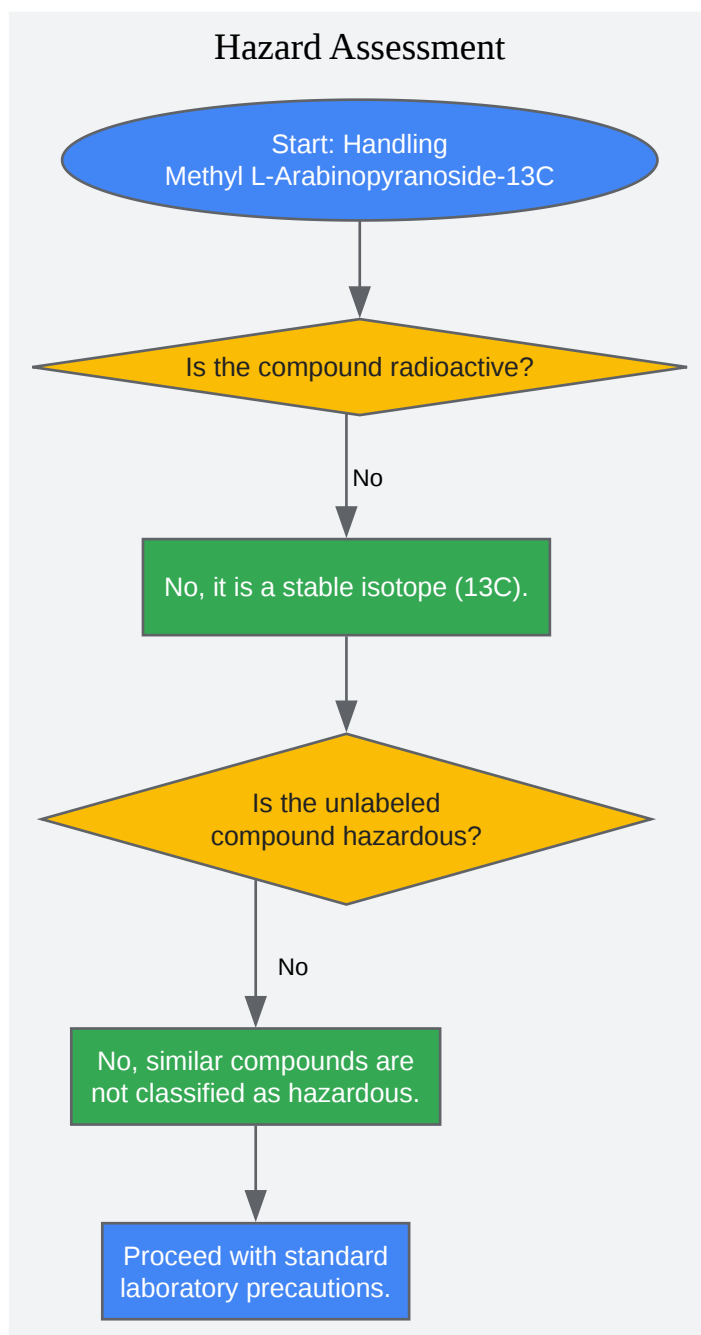 Hazard Assessment
Start: Handling
Methyl L-Arabinopyranoside-13C
Is the compound radioactive?
No
No, it is a stable isotope (13C).
Is the unlabeled
compound hazardous?
No
No, similar compounds are
not classified as hazardous.
Proceed with standard
laboratory precautions.